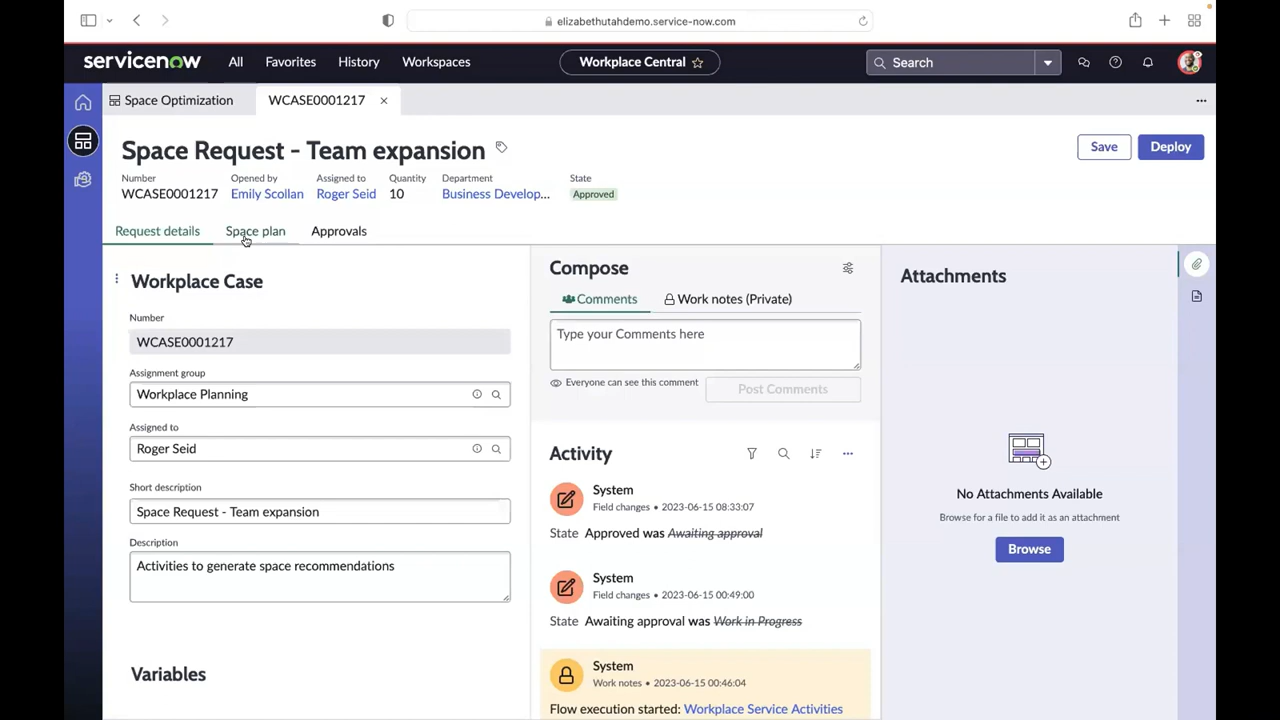 elizabethutahdemo.service-now.com
servicenow All Favorites History Workspaces Workplace Central Search
Space Optimization WCASE0001217
Space Request - Team expansion Save Deploy
Number Opened by Assigned to Quantity Department State
WCASE0001217 Emily Scollan Roger Seid 10 Business Develop... Approved
Request details Space plan Approvals
Workplace Case
Number
WCASE0001217
Assignment group
Workplace Planning
Assigned to
Roger Seid
Short description
Space Request - Team expansion
Description
Activities to generate space recommendations
Variables
Compose
Comments Work notes (Private)
Type your Comments here
Everyone can see this comment Post Comments
Activity
System
Field changes • 2023-06-15 08:33:07
State Approved was Awaiting approval
System
Field changes • 2023-06-15 00:49:00
State Awaiting approval was Work in Progress
System
Work notes • 2023-06-15 00:46:04
Flow execution started: Workplace Service Activities
Attachments
No Attachments Available
Browse for a file to add it as an attachment
Browse